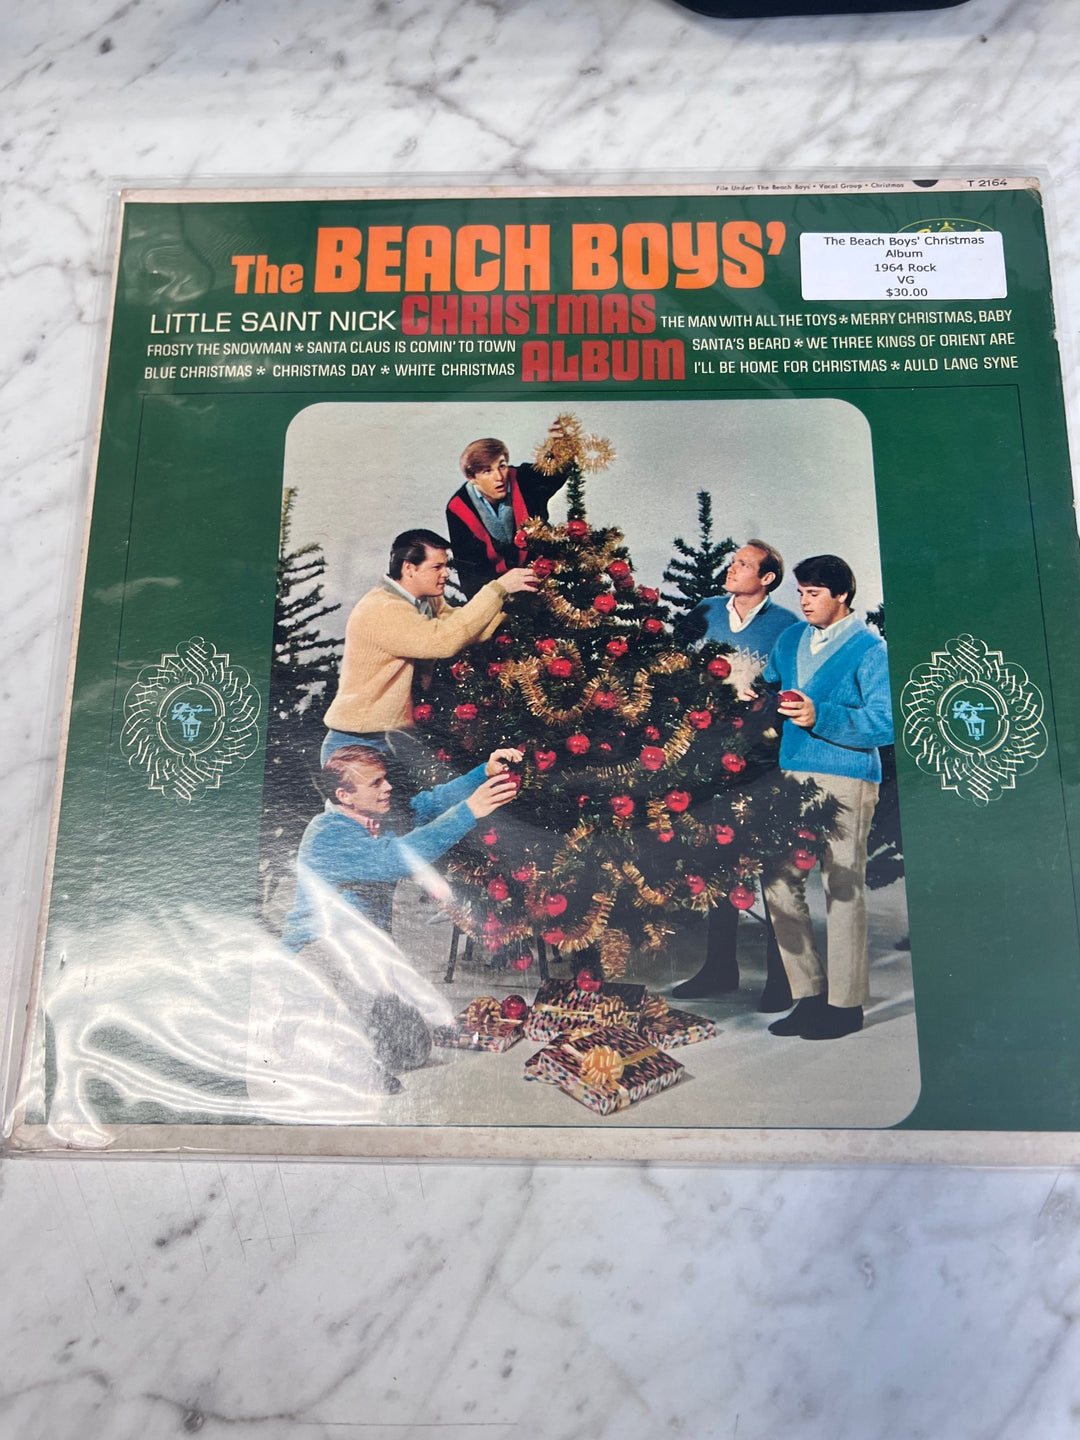 File Under: The Beach Boys • Vocal Group • Christmas
T 2164
The BEACH BOYS'
CHRISTMAS
ALBUM
The Beach Boys' Christmas
Album
1964 Rock
VG
$30.00
LITTLE SAINT NICK
FROSTY THE SNOWMAN * SANTA CLAUS IS COMIN' TO TOWN
BLUE CHRISTMAS * CHRISTMAS DAY * WHITE CHRISTMAS
THE MAN WITH ALL THE TOYS * MERRY CHRISTMAS, BABY
SANTA'S BEARD * WE THREE KINGS OF ORIENT ARE
I'LL BE HOME FOR CHRISTMAS * AULD LANG SYNE